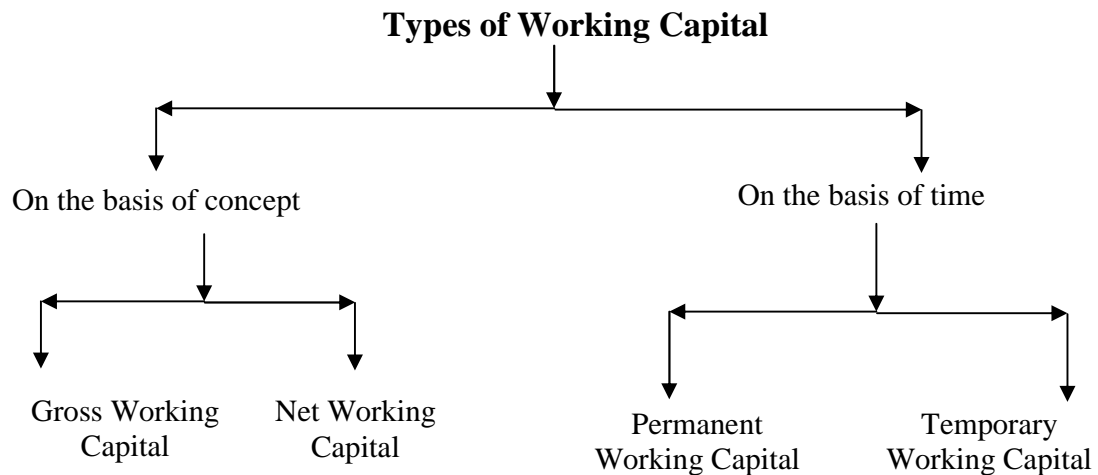 Types of Working Capital
On the basis of concept
On the basis of time
Gross Working
Capital
Net Working
Capital
Permanent
Working Capital
Temporary
Working Capital